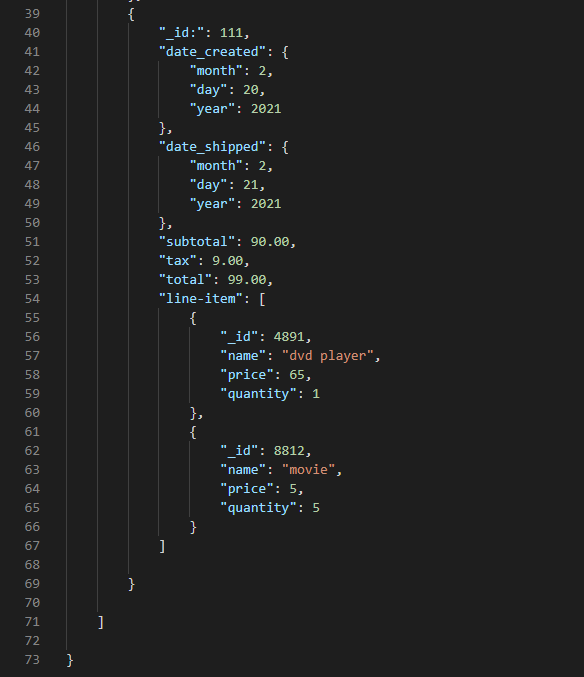 39 {
40 "_id:": 111,
41 "date_created": {
42 "month": 2,
43 "day": 20,
44 "year": 2021
45 },
46 "date_shipped": {
47 "month": 2,
48 "day": 21,
49 "year": 2021
50 },
51 "subtotal": 90.00,
52 "tax": 9.00,
53 "total": 99.00,
54 "line-item": [
55 {
56 "_id": 4891,
57 "name": "dvd player",
58 "price": 65,
59 "quantity": 1
60 },
61 {
62 "_id": 8812,
63 "name": "movie",
64 "price": 5,
65 "quantity": 5
66 }
67 ]
68
69 }
70
71 ]
72
73 }